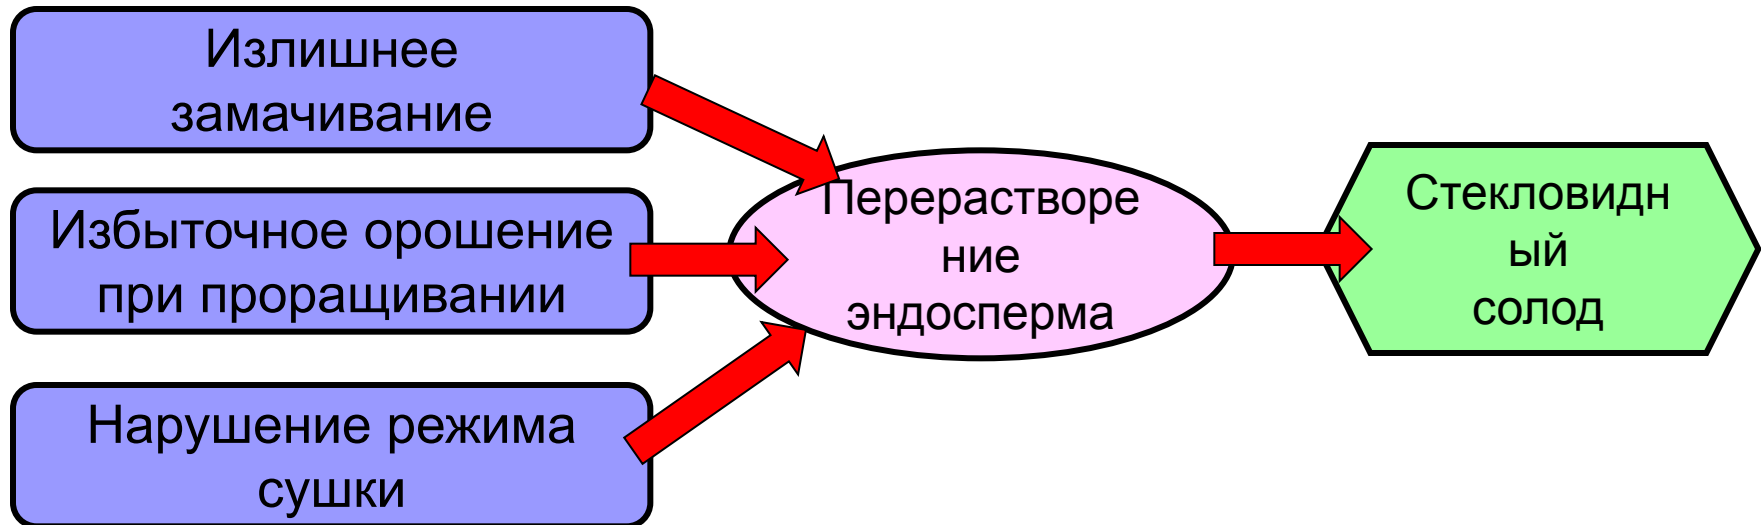 Излишнее
замачивание
Избыточное орошение
при проращивании
Нарушение режима
сушки
Перерастворе
ние
эндосперма
Стекловидн
ый
солод